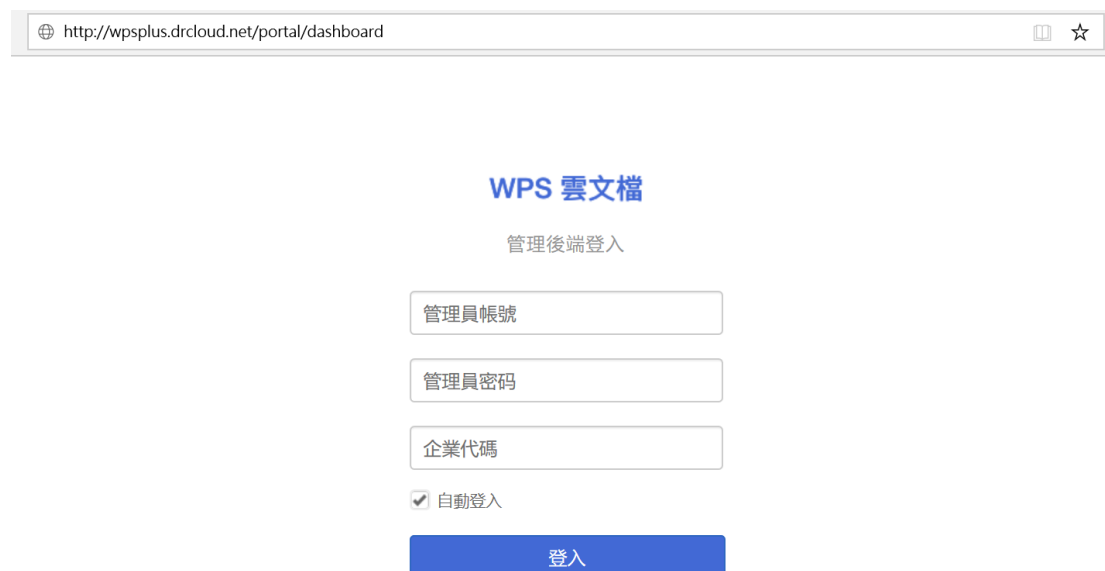 http://wpsplus.drcloud.net/portal/dashboard
WPS 雲文檔
管理後端登入
管理員帳號
管理員密码
企業代碼
自動登入
登入